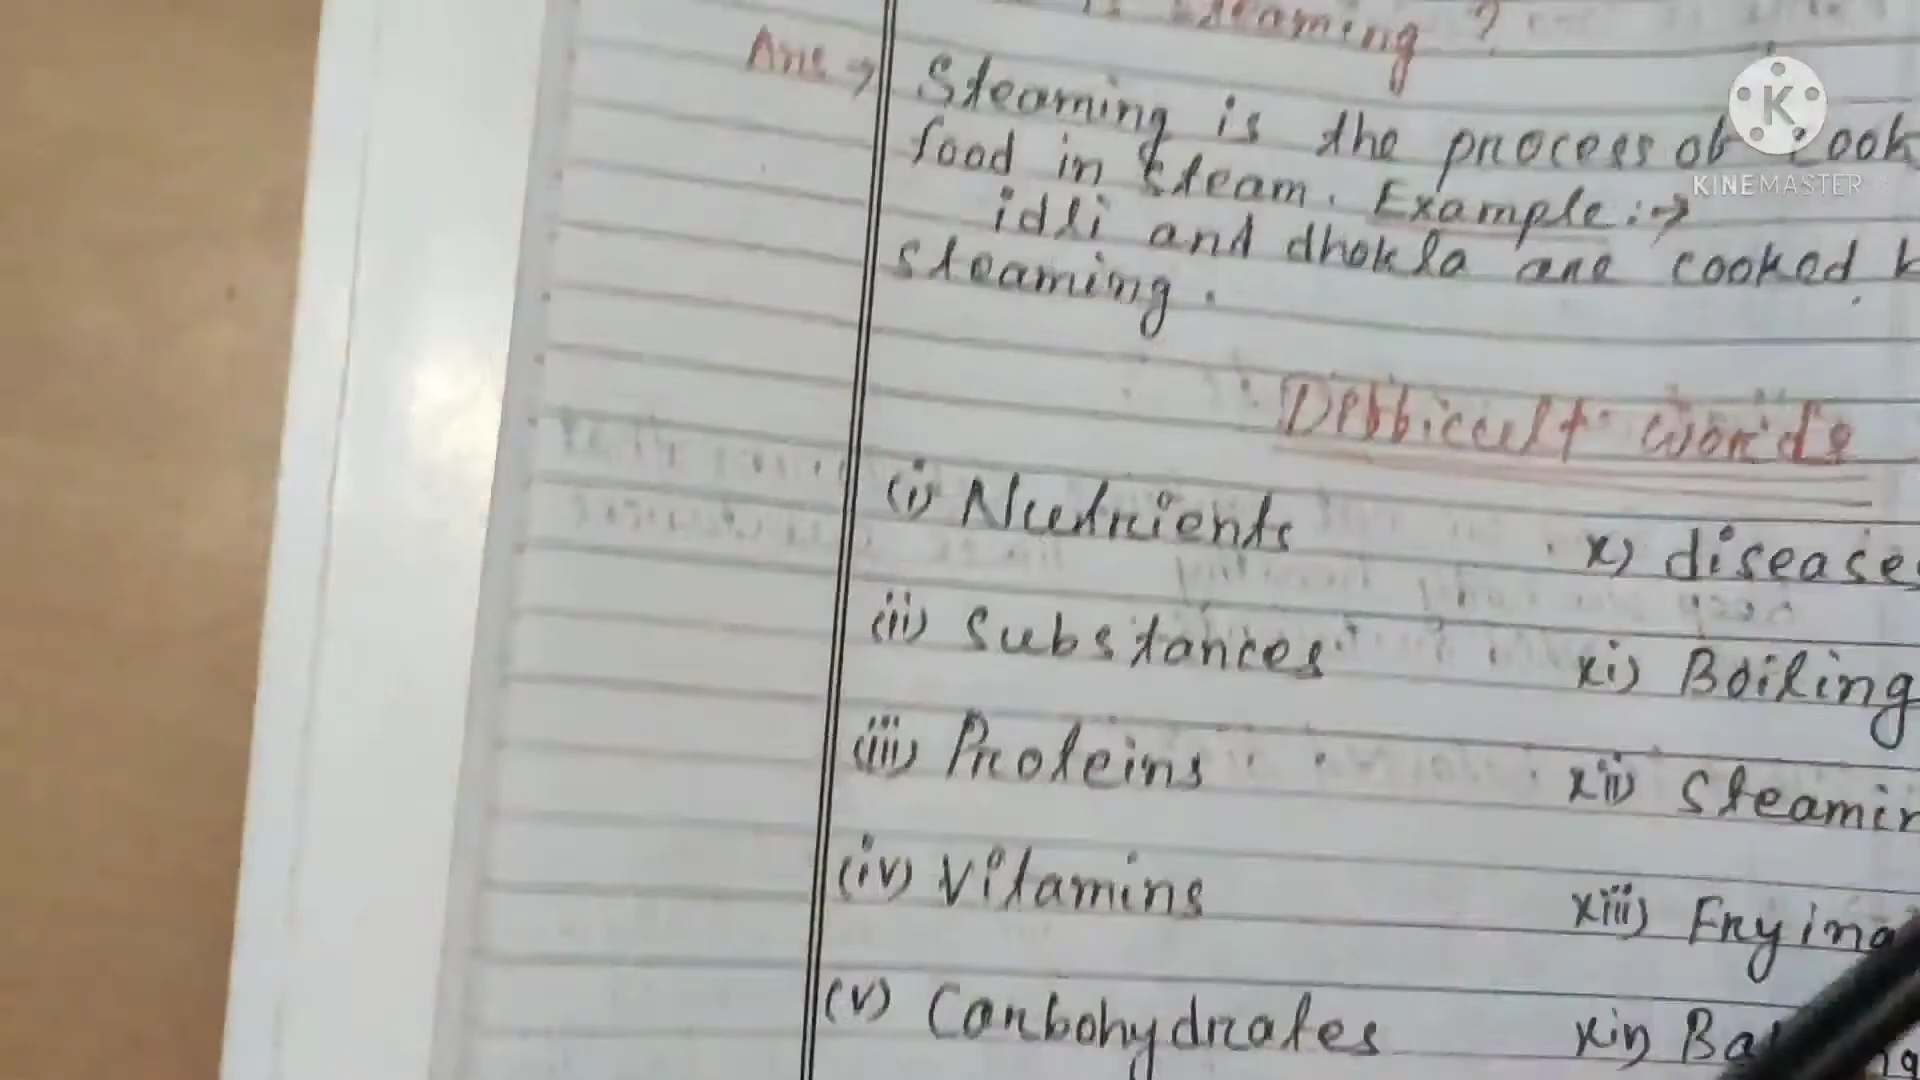 steaming ?
Ans → Steaming is the process of cook
food in steam. Example :→
idli and dhokla are cooked b
steaming.
KINEMASTER
Difficult words
(i) Nutrients x) disease
(ii) Substances xi) Boiling
(iii) Proteins xii) Steamin
(iv) Vitamins xiii) Frying
(v) Carbohydrates